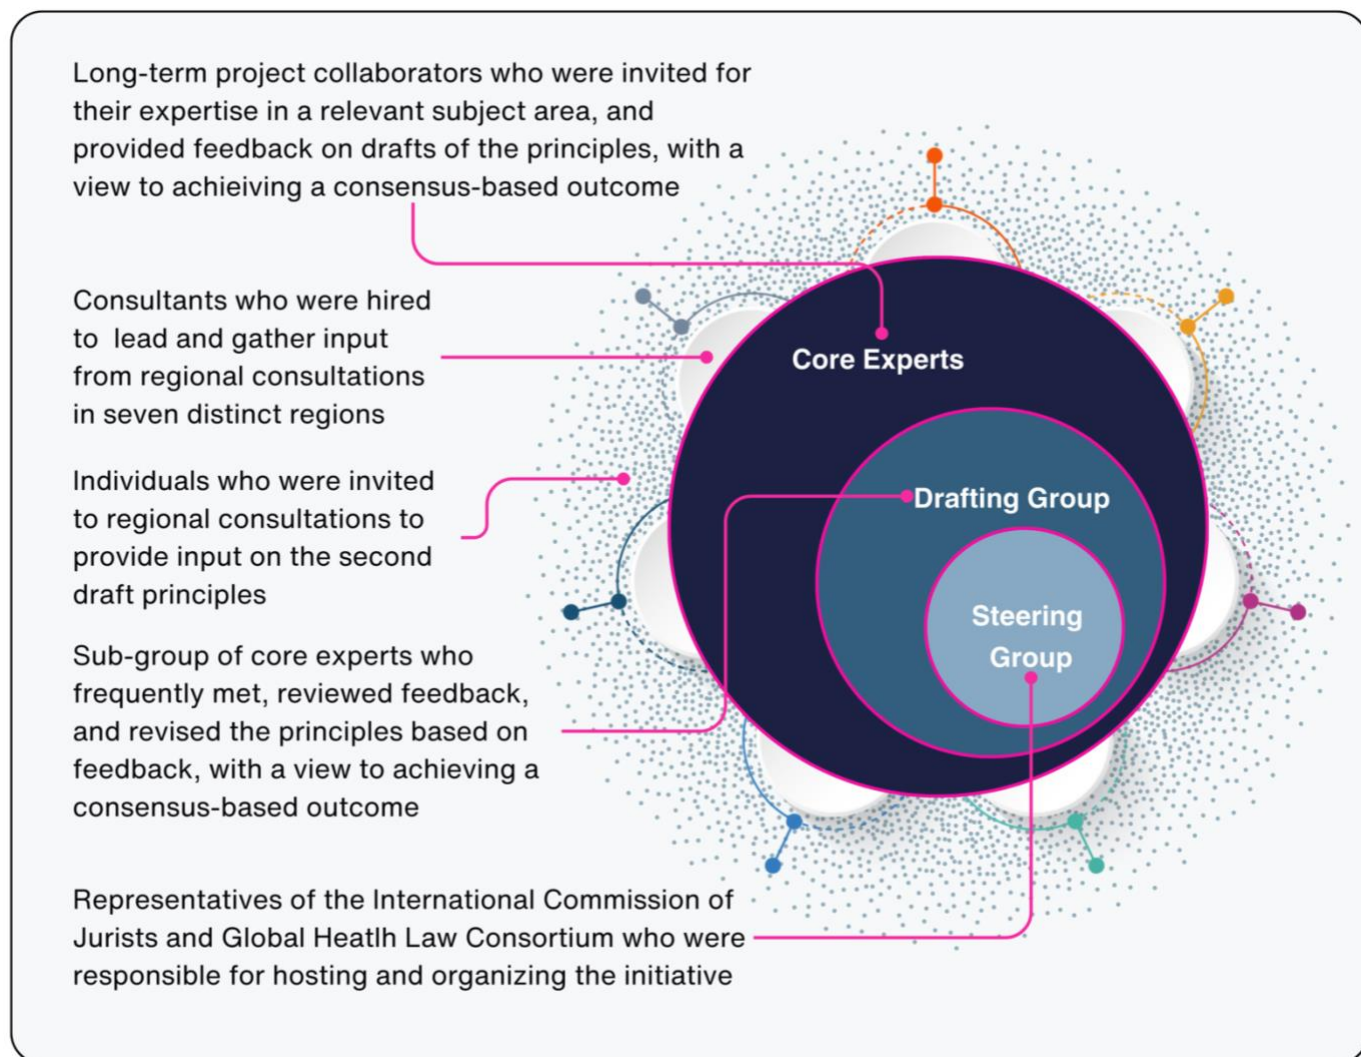 Long-term project collaborators who were invited for
their expertise in a relevant subject area, and
provided feedback on drafts of the principles, with a
view to achieiving a consensus-based outcome
Consultants who were hired
to lead and gather input
from regional consultations
in seven distinct regions
Individuals who were invited
to regional consultations to
provide input on the second
draft principles
Sub-group of core experts who
frequently met, reviewed feedback,
and revised the principles based on
feedback, with a view to achieving a
consensus-based outcome
Representatives of the International Commission of
Jurists and Global Heatlh Law Consortium who were
responsible for hosting and organizing the initiative
Core Experts
Drafting Group
Steering
Group